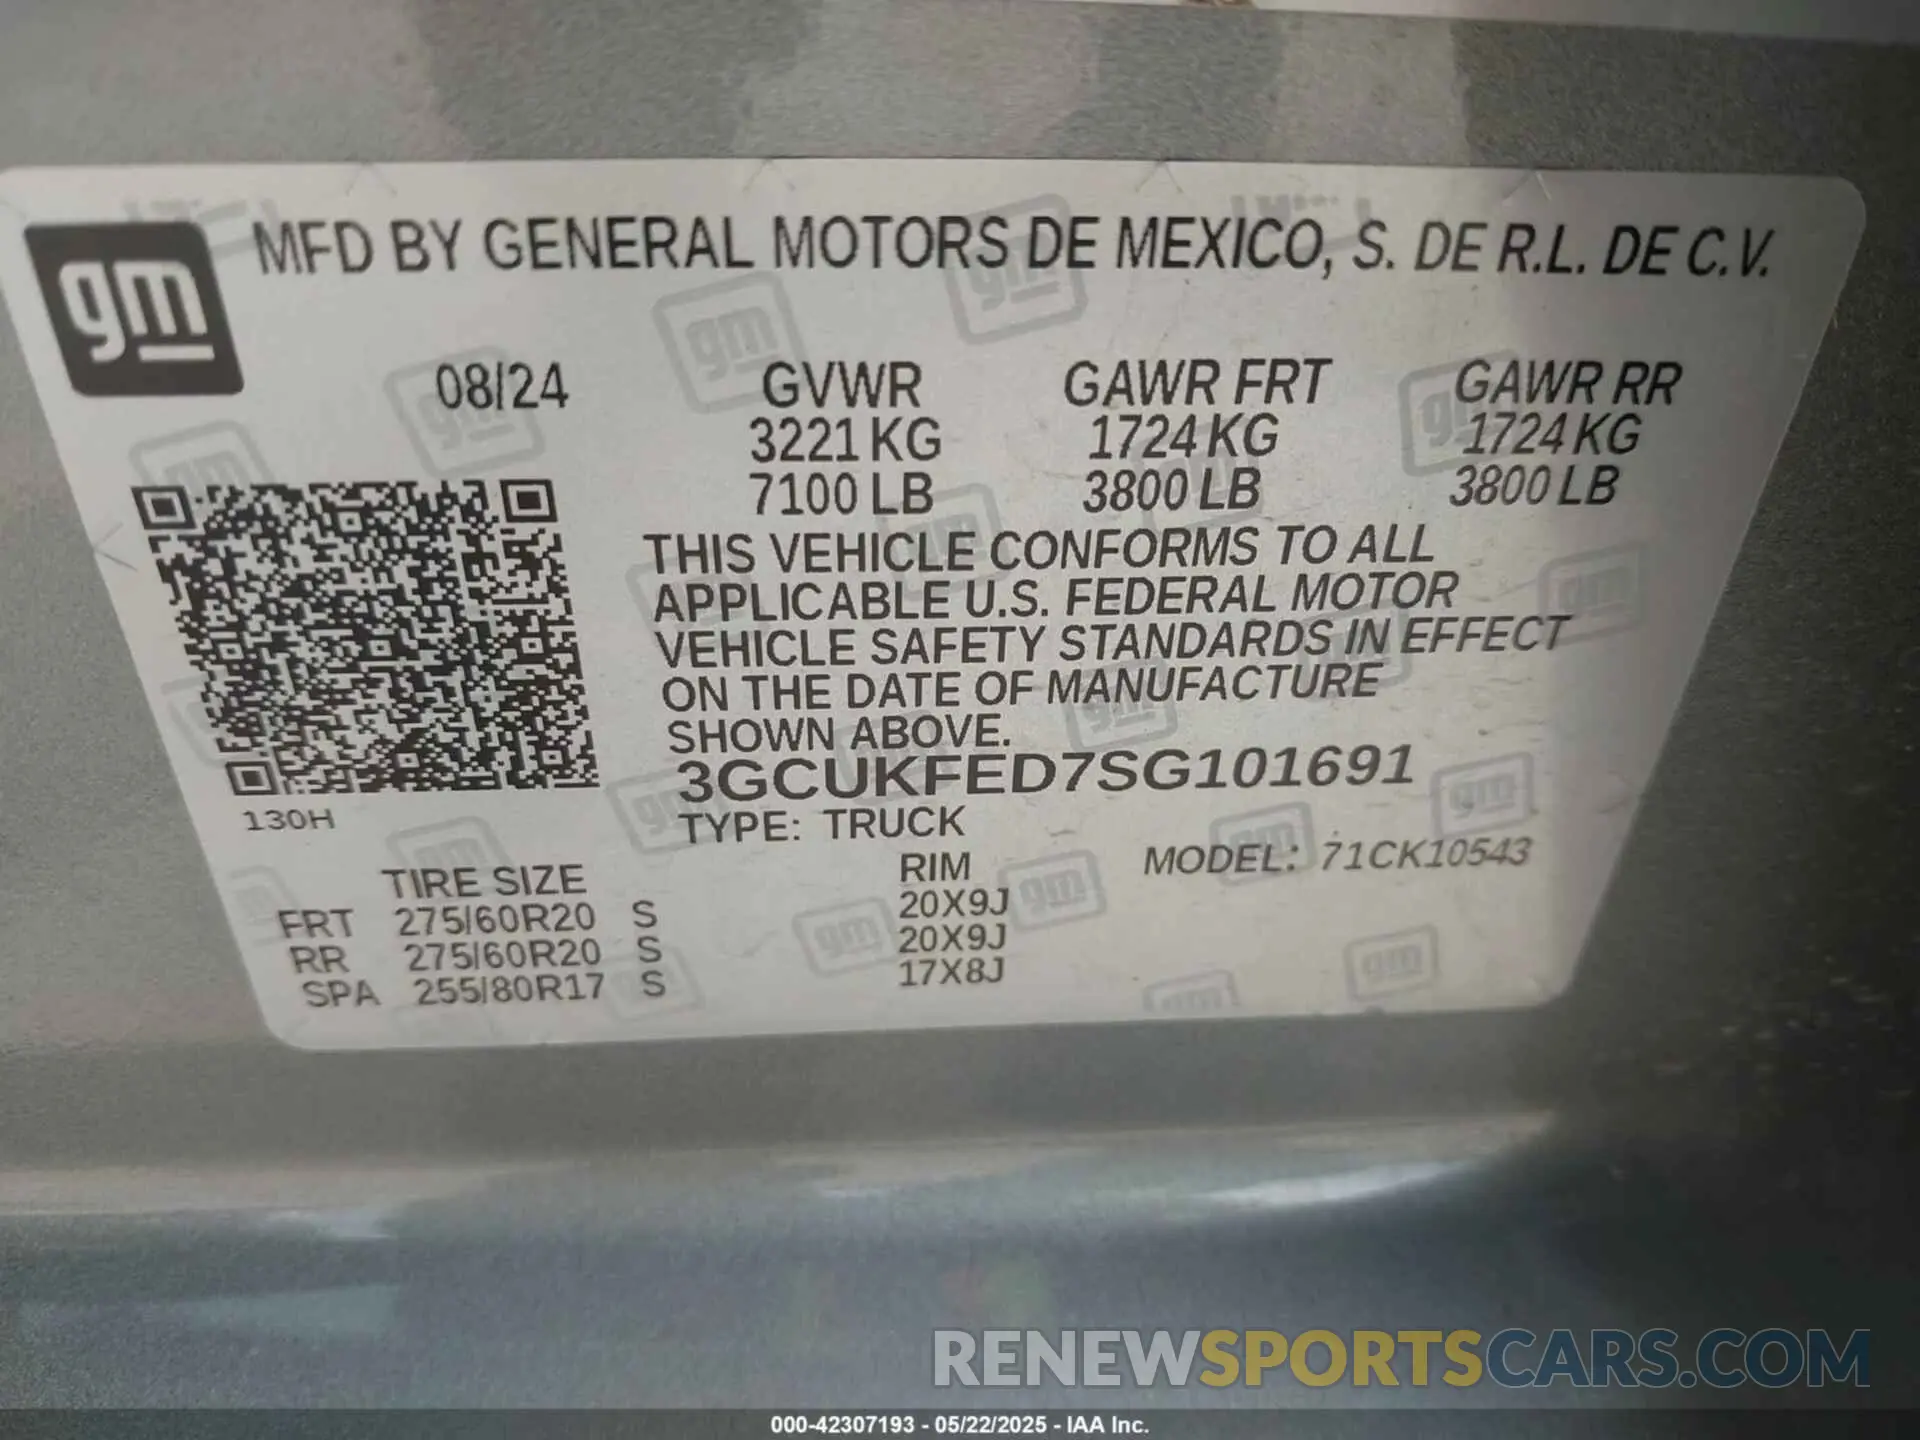 gm
MFD BY GENERAL MOTORS DE MEXICO, S. DE R.L. DE C.V.
08/24 GVWR GAWR FRT GAWR RR
3221 KG 1724 KG 1724 KG
7100 LB 3800 LB 3800 LB
THIS VEHICLE CONFORMS TO ALL
APPLICABLE U.S. FEDERAL MOTOR
VEHICLE SAFETY STANDARDS IN EFFECT
ON THE DATE OF MANUFACTURE
SHOWN ABOVE.
3GCUKFED7SG101691
130H
TYPE: TRUCK
MODEL: 71CK10543
TIRE SIZE RIM
FRT 275/60R20 S 20X9J
RR 275/60R20 S 20X9J
SPA 255/80R17 S 17X8J
RENEWSPORTSCARS.COM
000-42307193 - 05/22/2025 - IAA Inc.